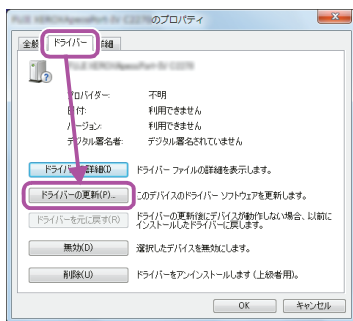 のプロパティ
全般 ドライバー 詳細
プロバイダー: 不明
日付: 利用できません
バージョン: 利用できません
デジタル署名者: デジタル署名されていません
ドライバーの詳細(I) ドライバー ファイルの詳細を表示します。
ドライバーの更新(P)... このデバイスのドライバー ソフトウェアを更新します。
ドライバーを元に戻す(R) ドライバーの更新後にデバイスが動作しない場合、以前に
インストールしたドライバーに戻します。
無効(D) 選択したデバイスを無効にします。
削除(U) ドライバーをアンインストールします (上級者用)。
OK キャンセル